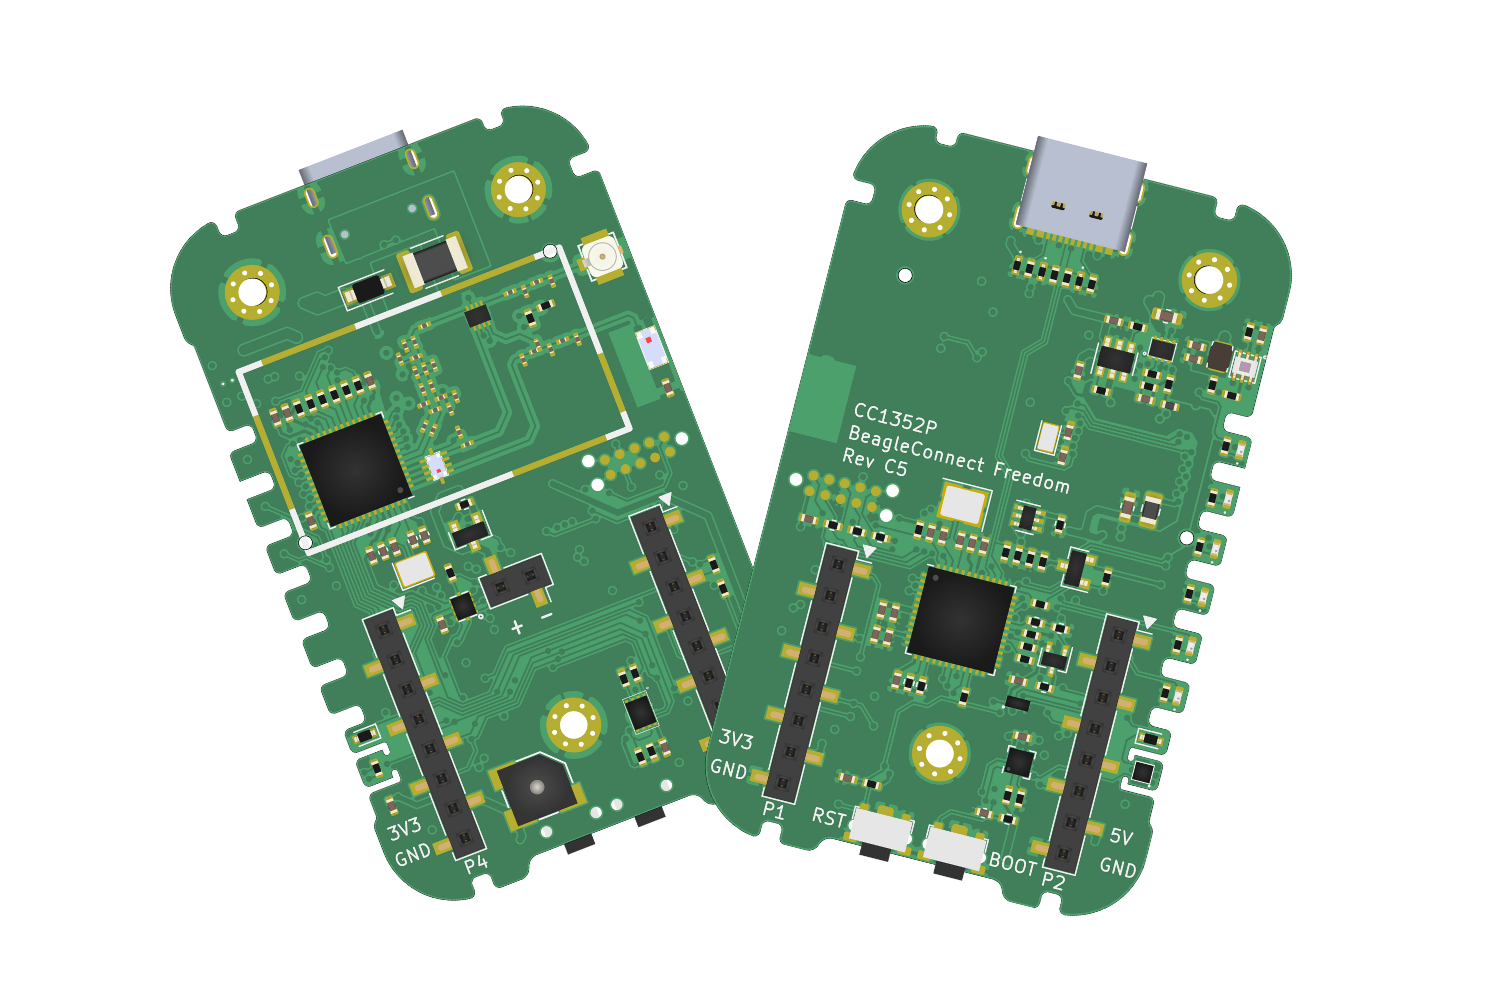 + −
3V3
GND
P4
CC1352P
BeagleConnect Freedom
Rev C5
3V3
GND
P1
RST
BOOT
P2
5V
GND